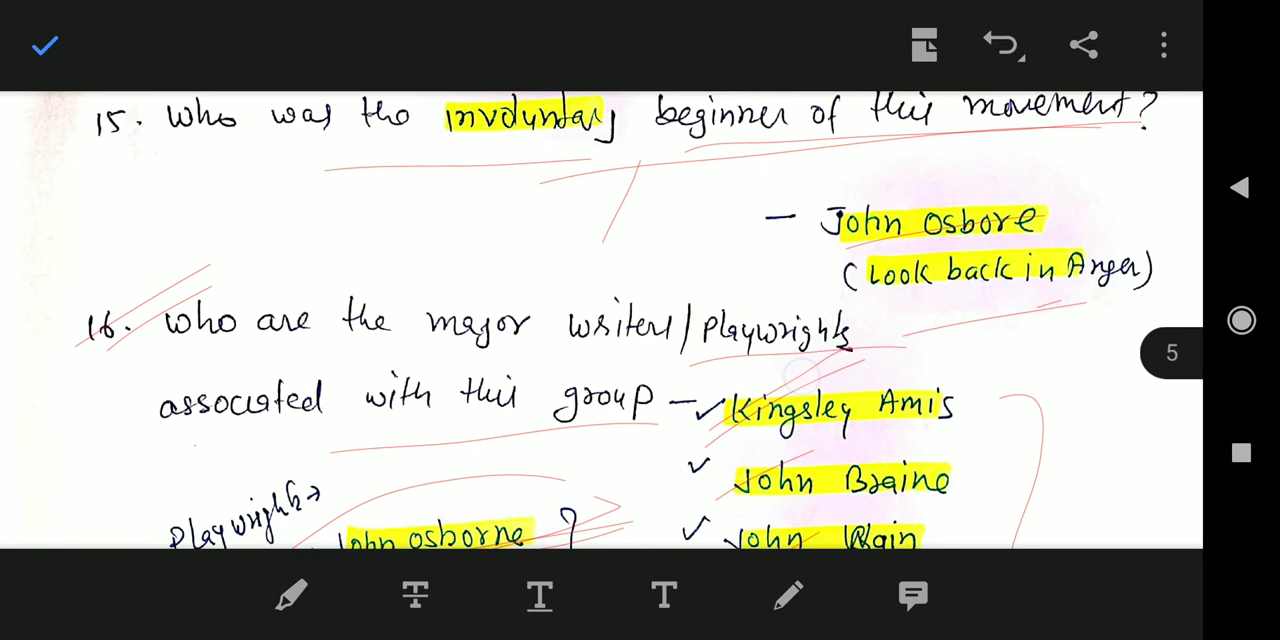 15. Who was the involuntary beginner of this movement?
- John Osbore
(Look back in Anger)
16. Who are the major writers/Playwrights
associated with this group - Kingsley Amis
John Braine
Playwrights→
John Osborne
John Wain
5